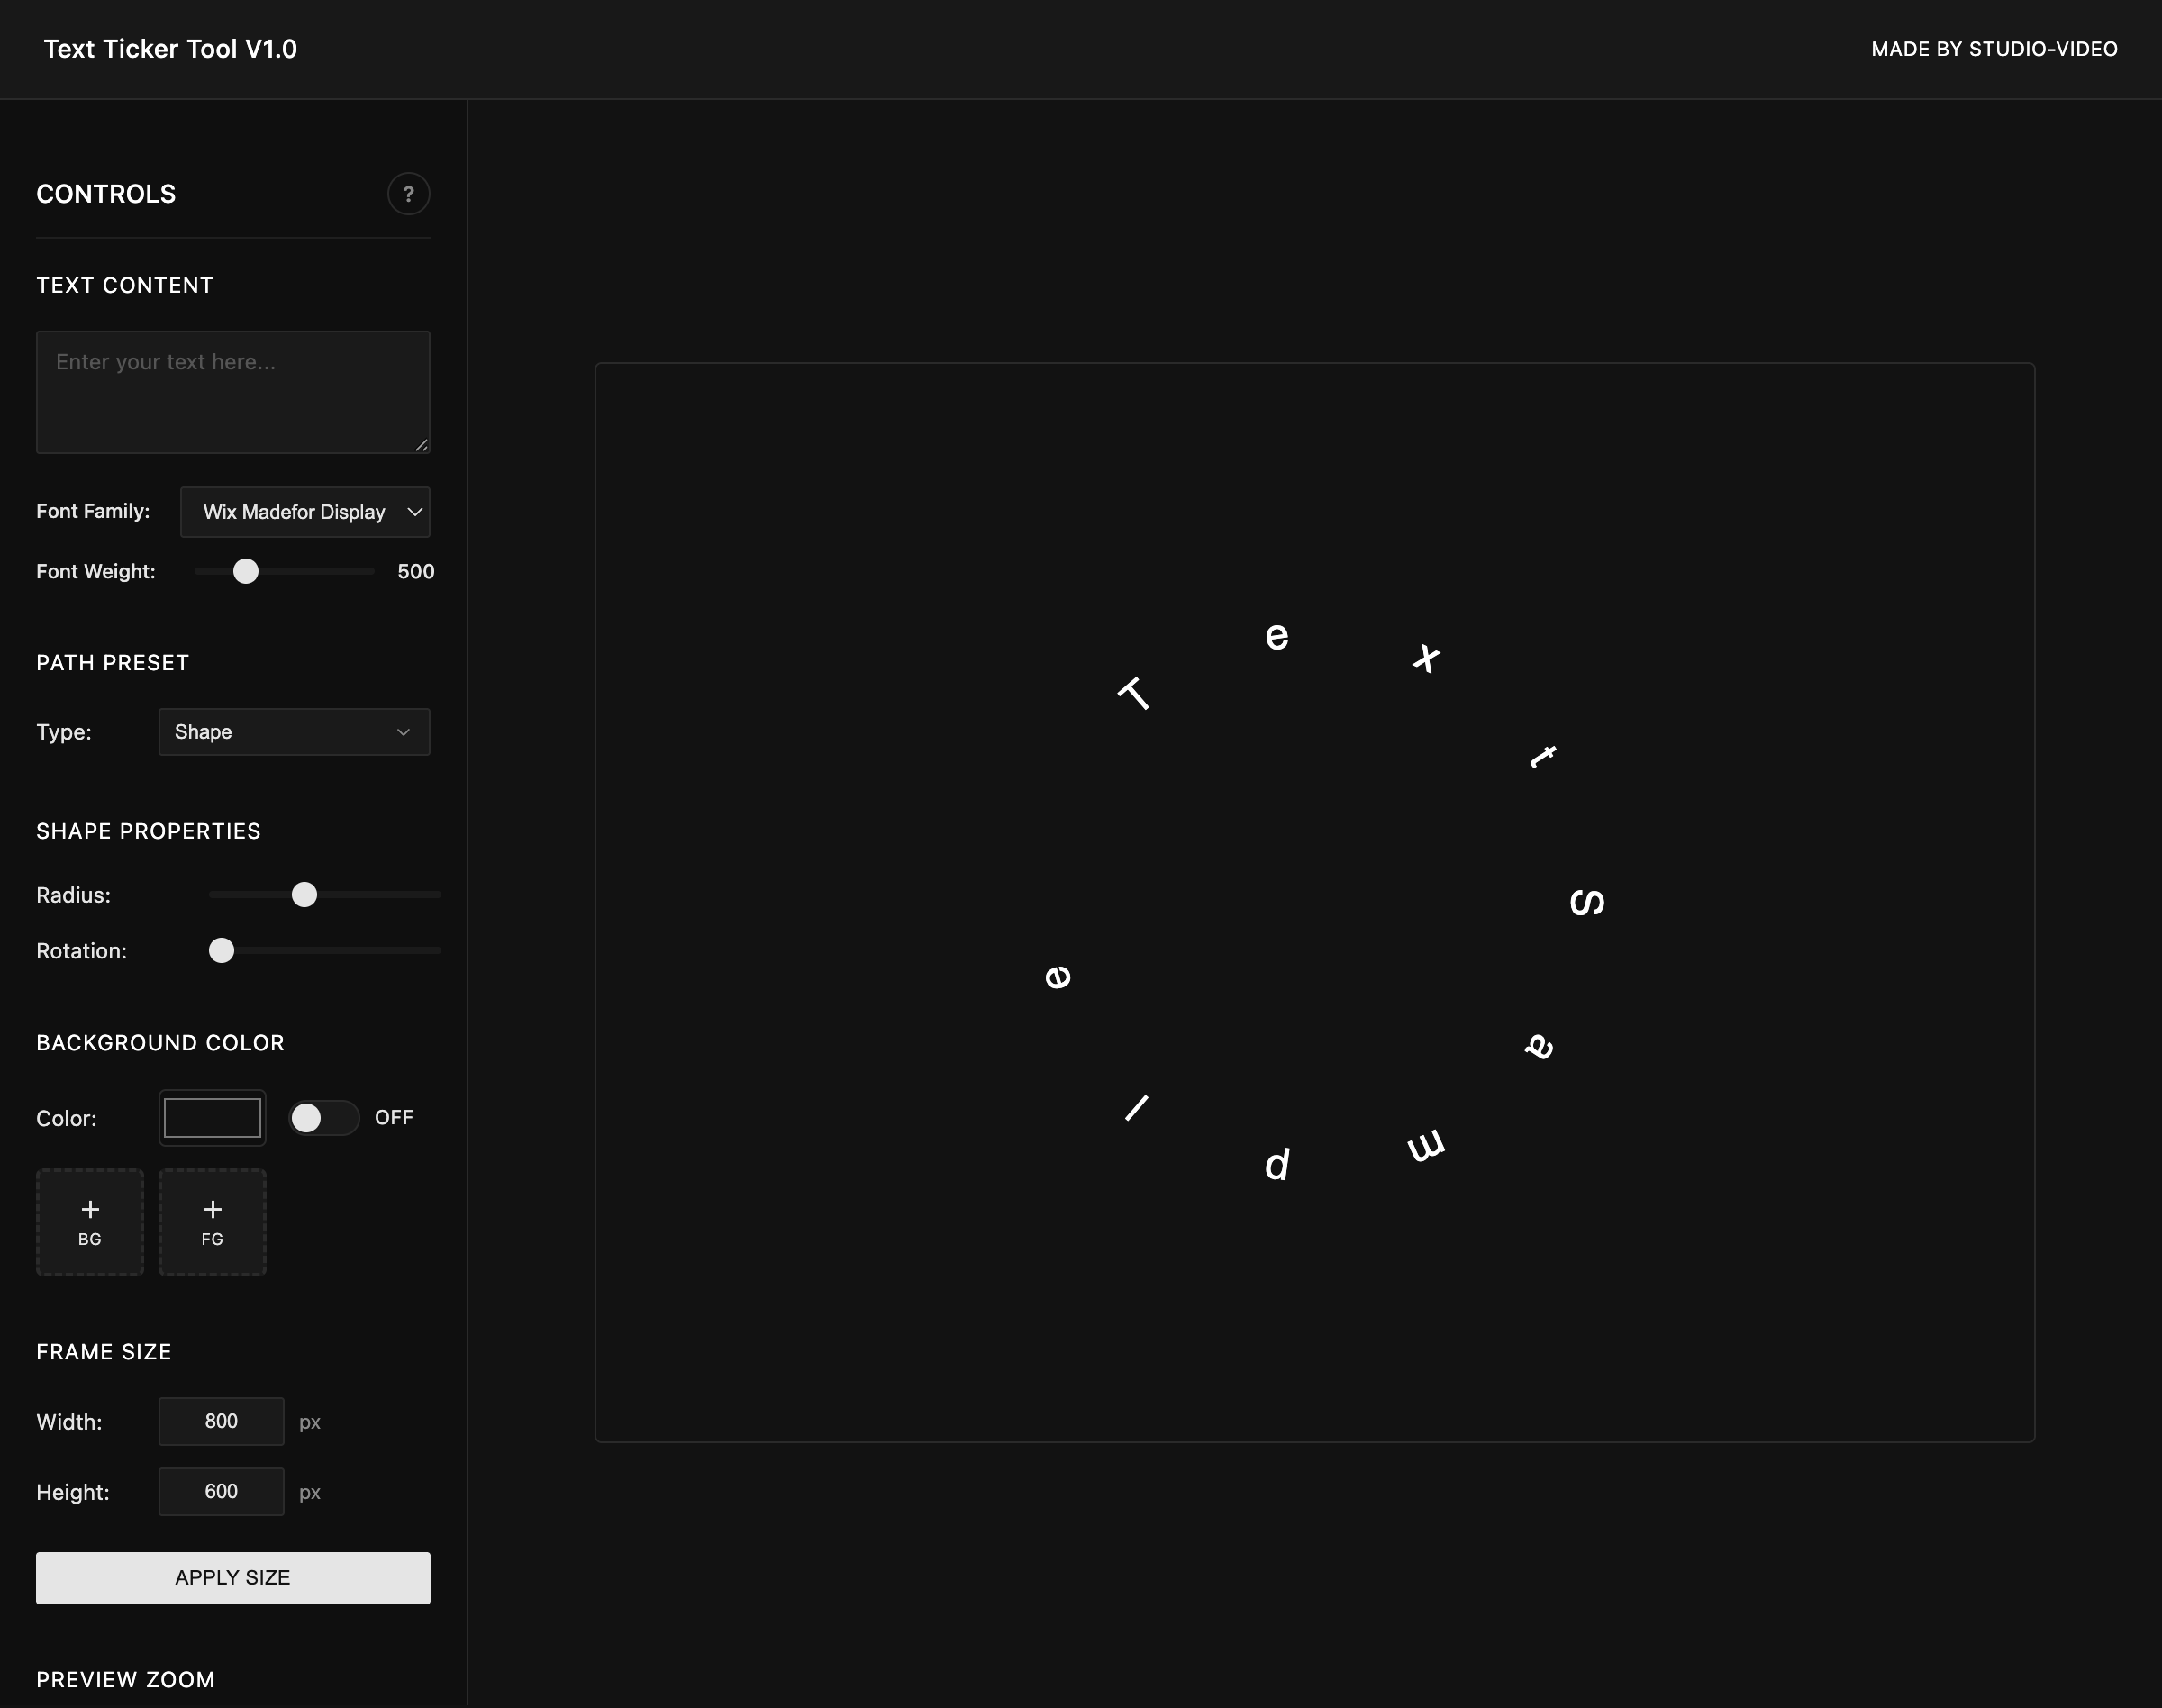 Text Ticker Tool V1.0
MADE BY STUDIO-VIDEO
CONTROLS
?
TEXT CONTENT
Enter your text here...
Font Family:
Wix Madefor Display
Font Weight:
500
PATH PRESET
Type:
Shape
SHAPE PROPERTIES
Radius:
Rotation:
BACKGROUND COLOR
Color:
OFF
+
BG
+
FG
FRAME SIZE
Width:
800
px
Height:
600
px
APPLY SIZE
PREVIEW ZOOM
Text Sample